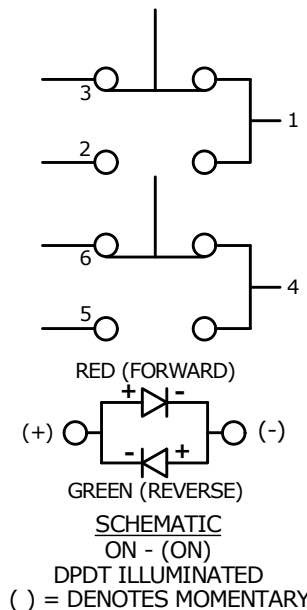 3
1
2
6
4
5
RED (FORWARD)
+ -
(+) (-)
- +
GREEN (REVERSE)
SCHEMATIC
ON - (ON)
DPDT ILLUMINATED
( ) = DENOTES MOMENTARY